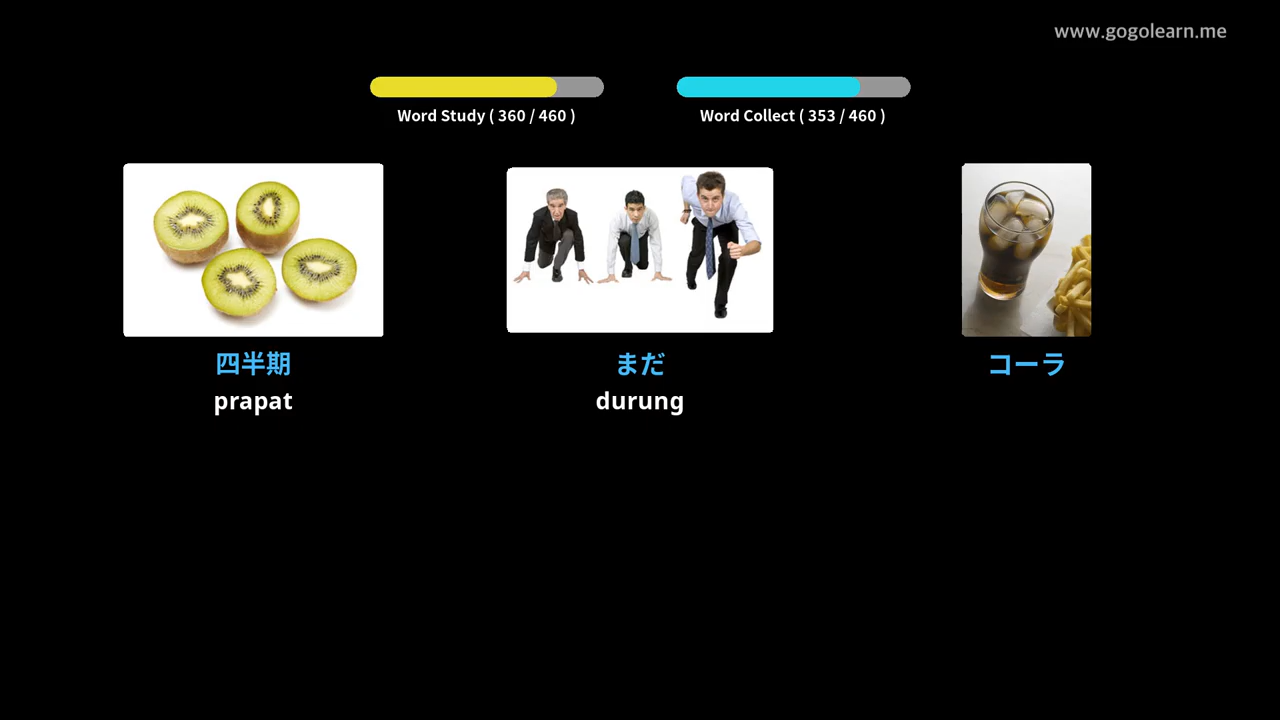 www.gogolearn.me
Word Study ( 360 / 460 )
Word Collect ( 353 / 460 )
四半期
prapat
まだ
durung
コーラ